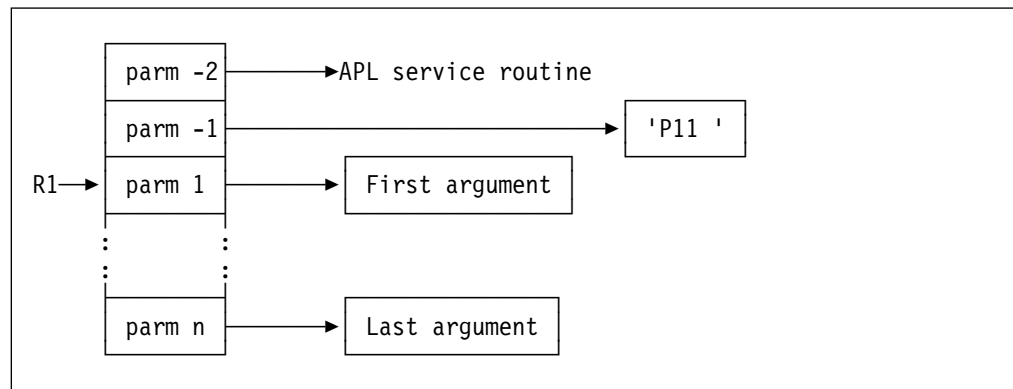 parm -2 APL service routine
parm -1 'P11 '
R1 parm 1 First argument
: :
: :
parm n Last argument